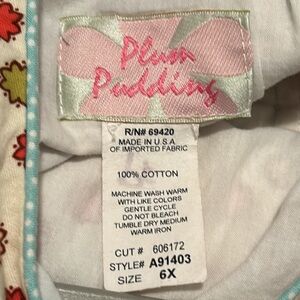 Plum
Pudding
R/N# 69420
MADE IN U.S.A
OF IMPORTED FABRIC
100% COTTON
MACHINE WASH WARM
WITH LIKE COLORS
GENTLE CYCLE
DO NOT BLEACH
TUMBLE DRY MEDIUM
WARM IRON
CUT # 606172
STYLE# A91403
SIZE 6X